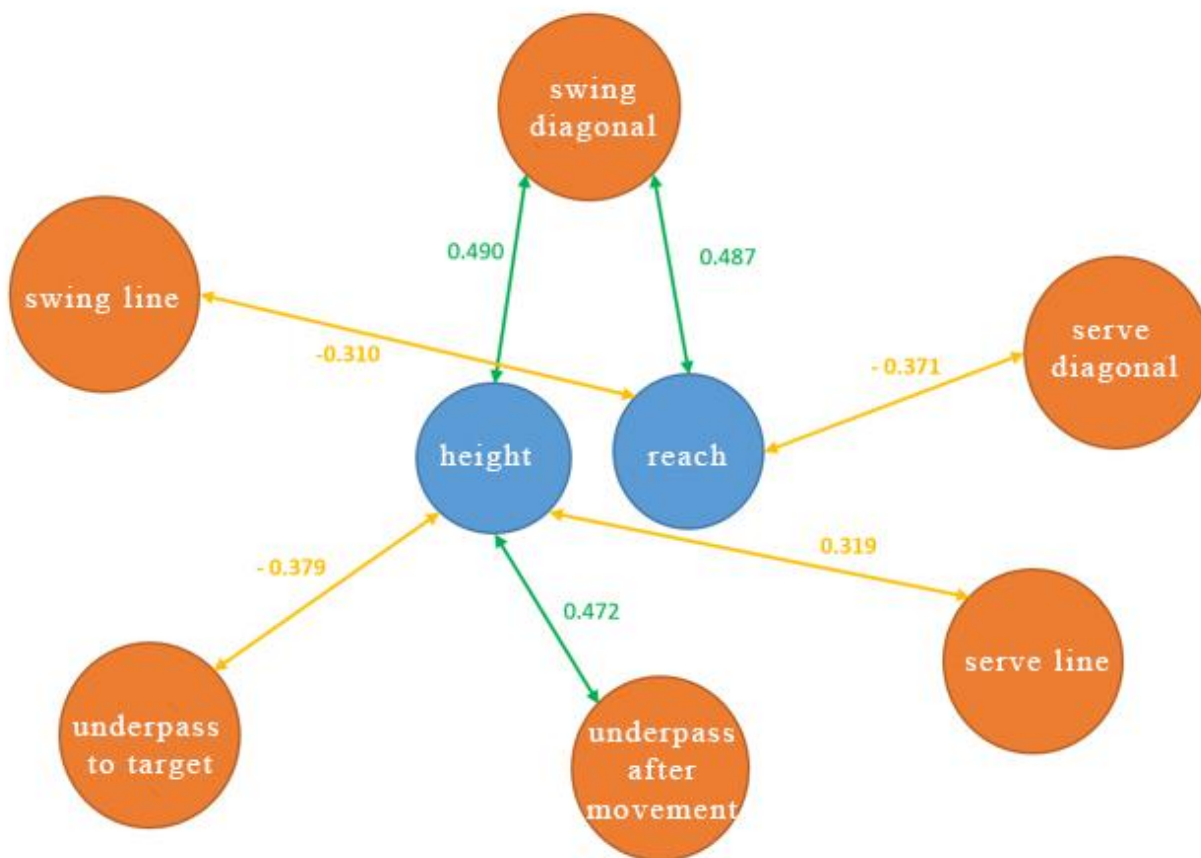 swing
diagonal
0.490
0.487
swing line
-0.310
serve
diagonal
- 0.371
height
reach
- 0.379
0.319
0.472
serve line
underpass
to target
underpass
after
movement